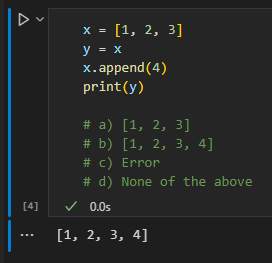 x = [1, 2, 3]
y = x
x.append(4)
print(y)
# a) [1, 2, 3]
# b) [1, 2, 3, 4]
# c) Error
# d) None of the above
[4] ✓ 0.0s
... [1, 2, 3, 4]